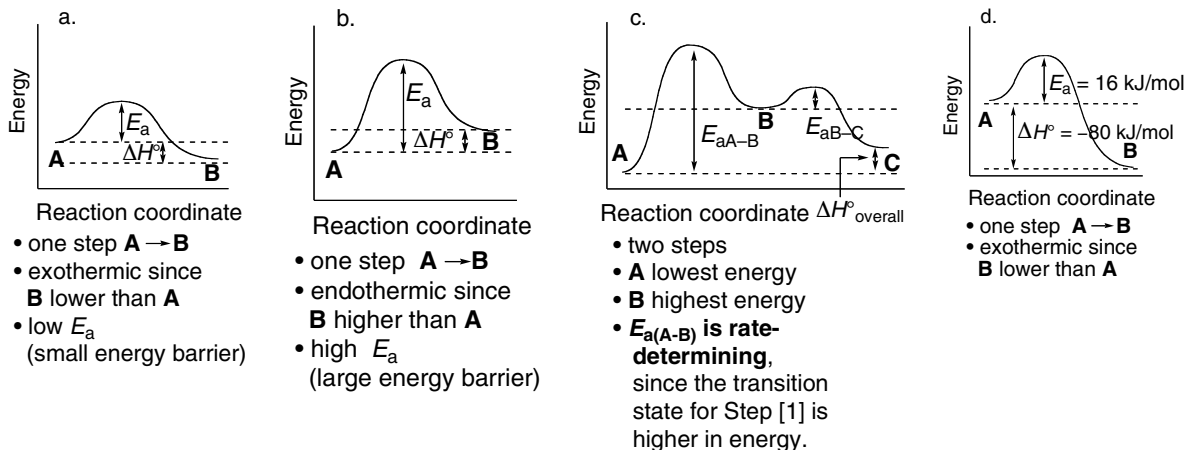 a.
Energy
Eₐ
A
ΔH°
B
Reaction coordinate
• one step A → B
• exothermic since
B lower than A
• low Eₐ
(small energy barrier)
b.
Energy
Eₐ
ΔH°
B
A
Reaction coordinate
• one step A → B
• endothermic since
B higher than A
• high Eₐ
(large energy barrier)
c.
Energy
B
EₐA–B
EₐB–C
A
C
Reaction coordinate ΔH°overall
• two steps
• A lowest energy
• B highest energy
• Eₐ(A-B) is rate-
determining,
since the transition
state for Step [1] is
higher in energy.
d.
Energy
Eₐ = 16 kJ/mol
A
ΔH° = –80 kJ/mol
B
Reaction coordinate
• one step A → B
• exothermic since
B lower than A